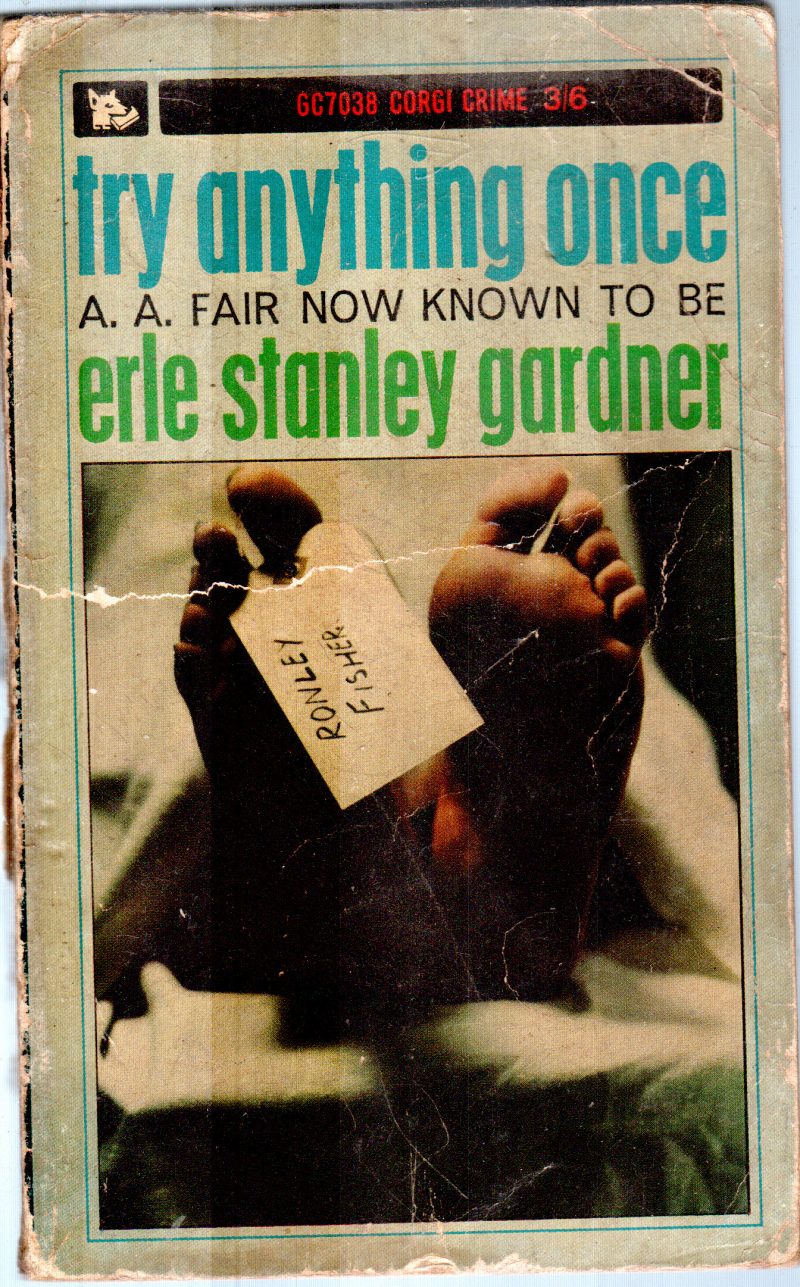 GC7038 CORGI CRIME 3/6
try anything once
A. A. FAIR NOW KNOWN TO BE
erle stanley gardner
RONLEY
FISHER.